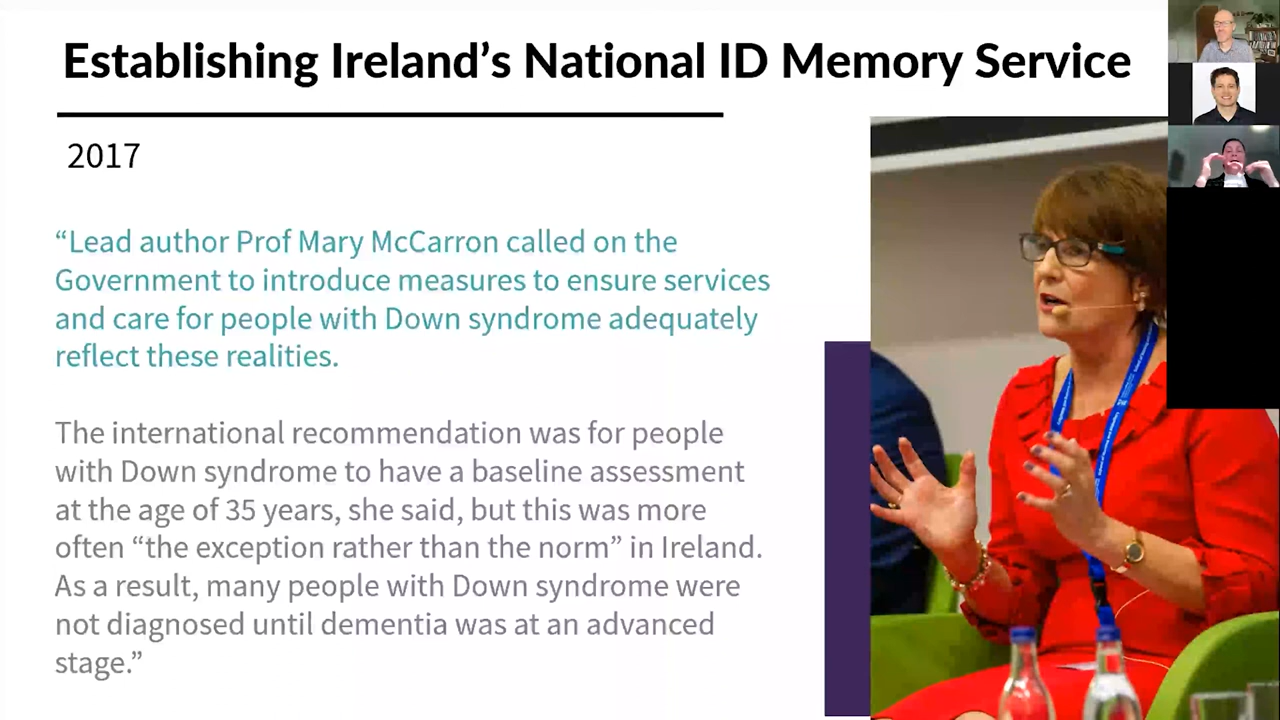 Establishing Ireland’s National ID Memory Service
2017
“Lead author Prof Mary McCarron called on the
Government to introduce measures to ensure services
and care for people with Down syndrome adequately
reflect these realities.
The international recommendation was for people
with Down syndrome to have a baseline assessment
at the age of 35 years, she said, but this was more
often “the exception rather than the norm” in Ireland.
As a result, many people with Down syndrome were
not diagnosed until dementia was at an advanced
stage.”